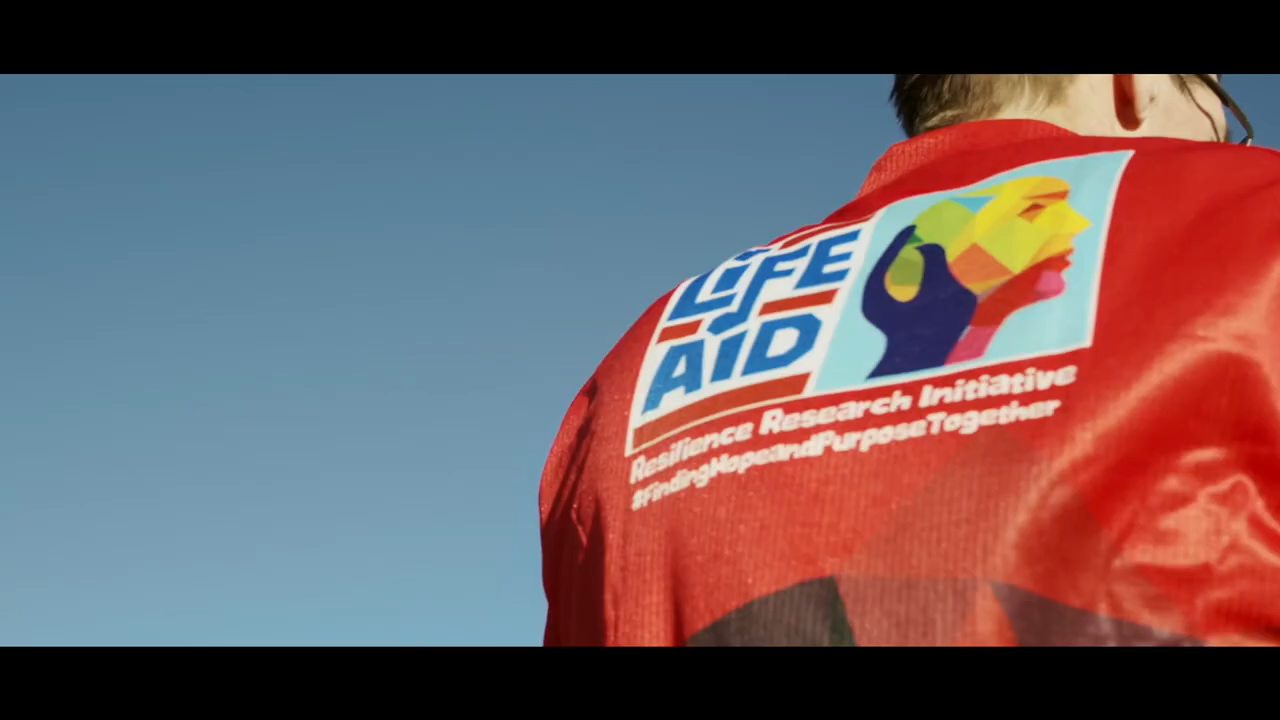 LIFE
AID
Resilience Research Initiative
#FindingHopeandPurposeTogether